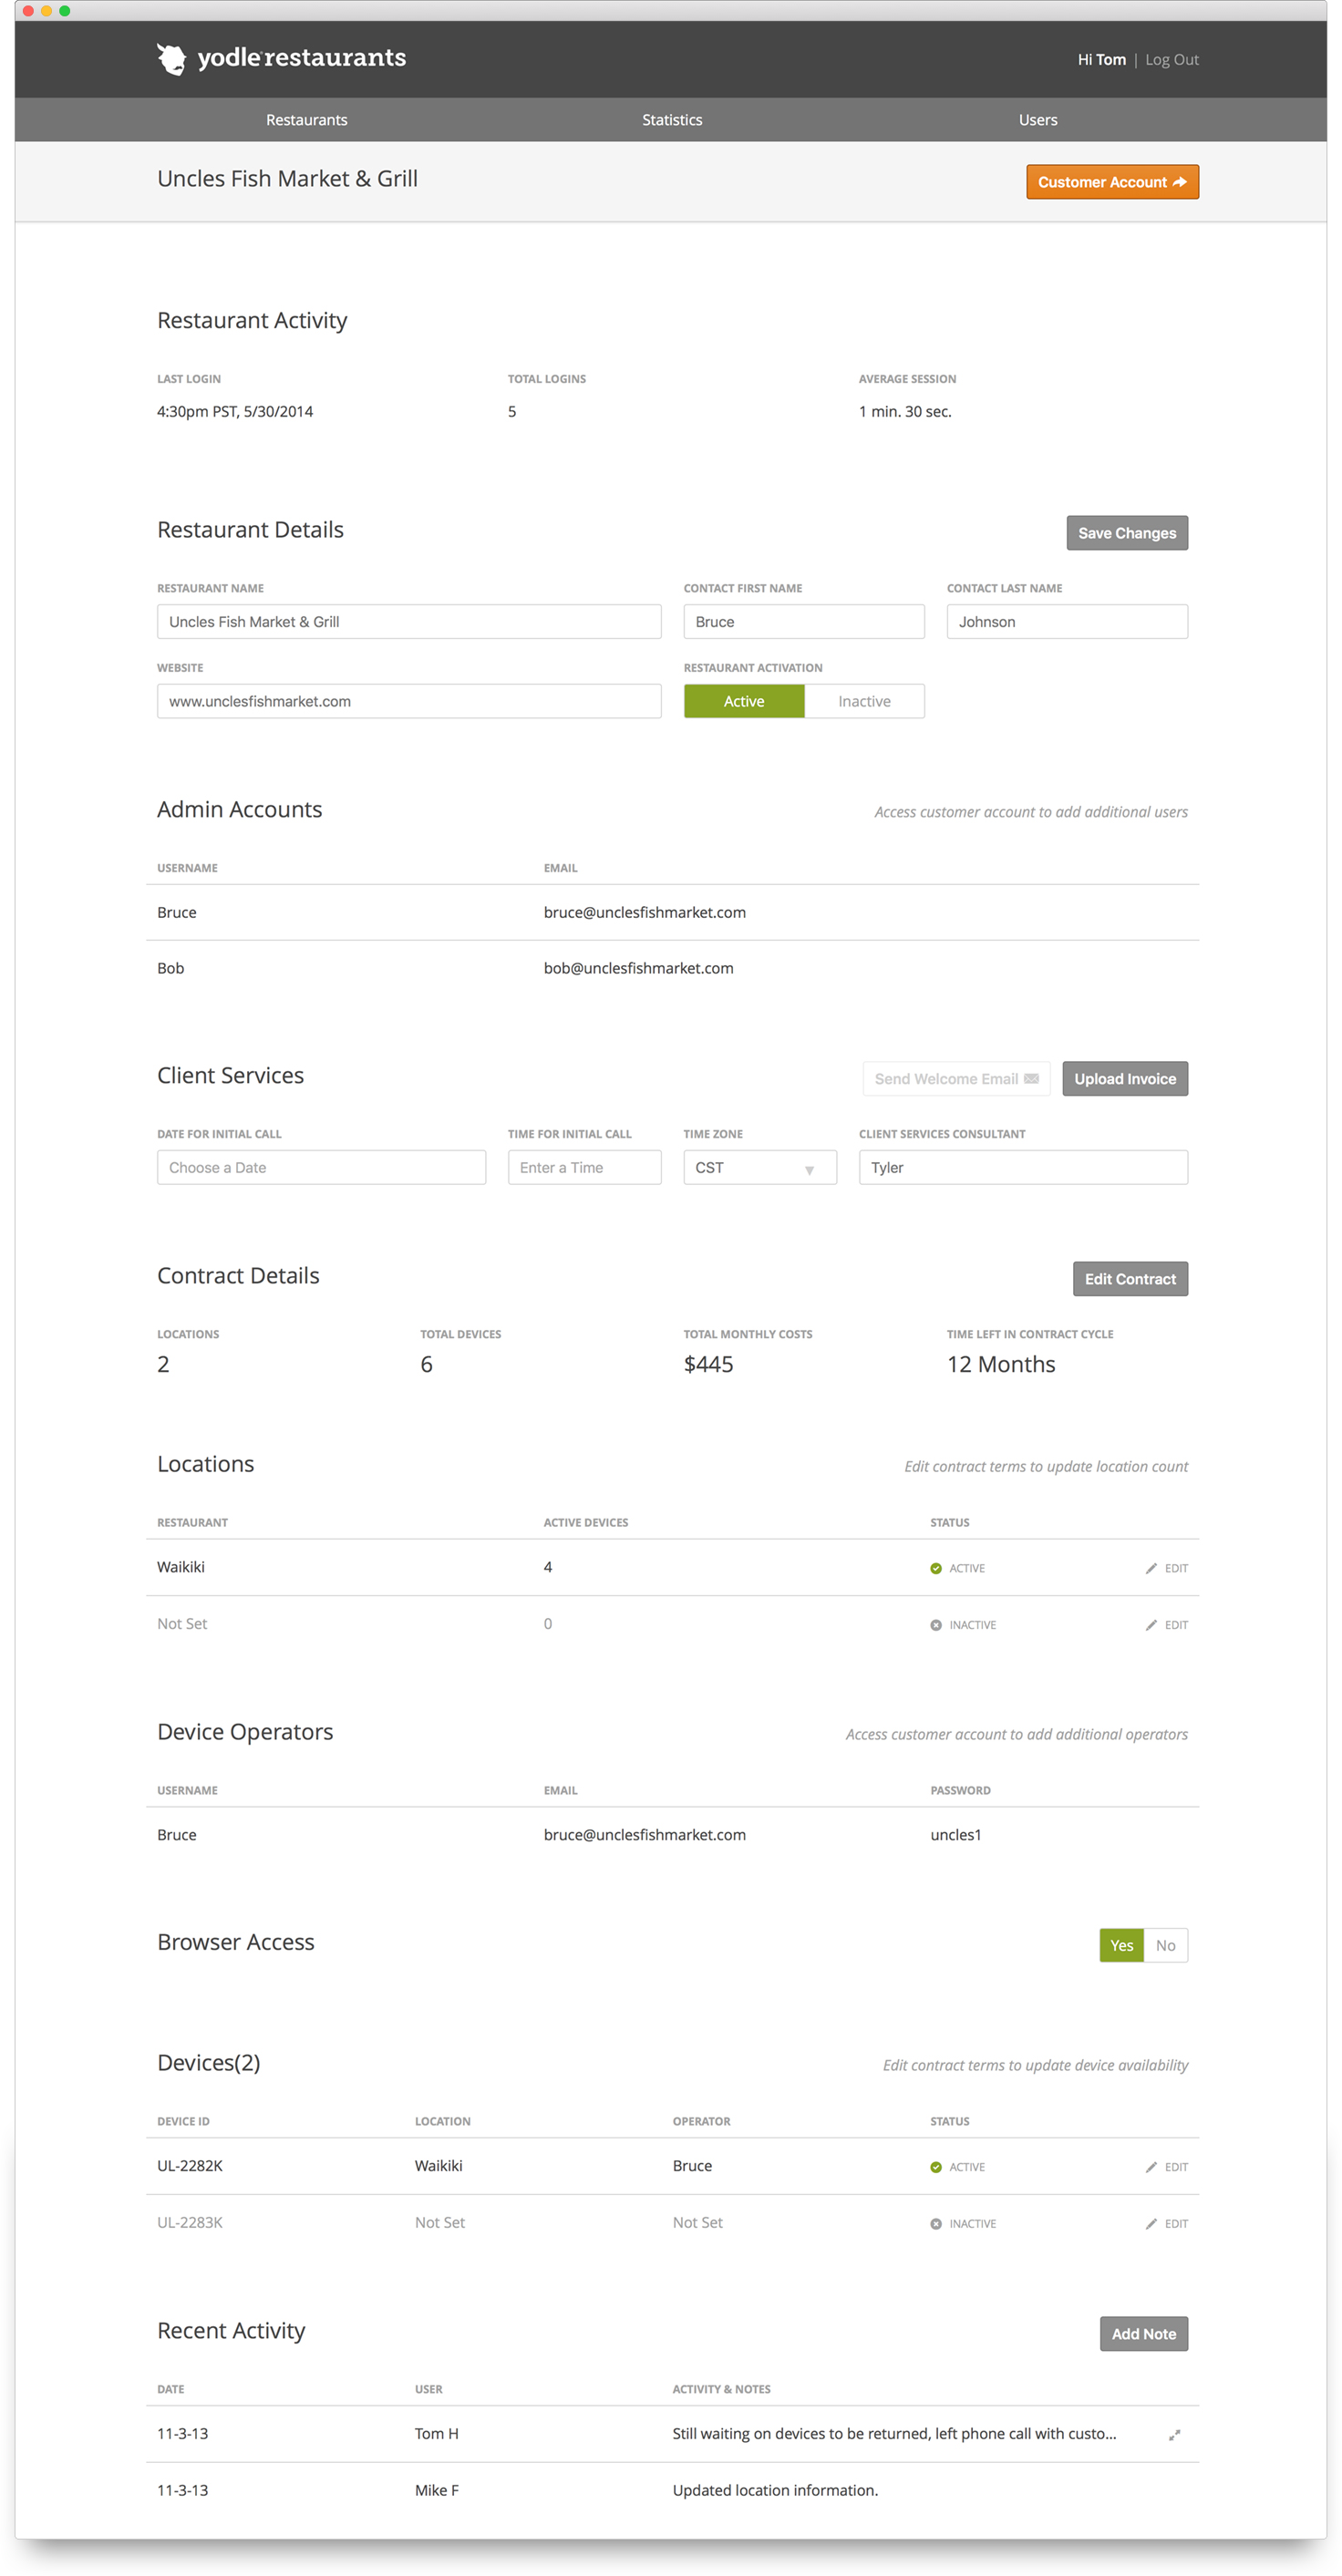 yodle restaurants
Hi Tom | Log Out
Restaurants Statistics Users
Uncles Fish Market & Grill
Customer Account
Restaurant Activity
LAST LOGIN TOTAL LOGINS AVERAGE SESSION
4:30pm PST, 5/30/2014 5 1 min. 30 sec.
Restaurant Details
Save Changes
RESTAURANT NAME CONTACT FIRST NAME CONTACT LAST NAME
Uncles Fish Market & Grill Bruce Johnson
WEBSITE RESTAURANT ACTIVATION
www.unclesfishmarket.com Active Inactive
Admin Accounts
Access customer account to add additional users
USERNAME EMAIL
Bruce bruce@unclesfishmarket.com
Bob bob@unclesfishmarket.com
Client Services
Send Welcome Email Upload Invoice
DATE FOR INITIAL CALL TIME FOR INITIAL CALL TIME ZONE CLIENT SERVICES CONSULTANT
Choose a Date Enter a Time CST Tyler
Contract Details
Edit Contract
LOCATIONS TOTAL DEVICES TOTAL MONTHLY COSTS TIME LEFT IN CONTRACT CYCLE
2 6 $445 12 Months
Locations
Edit contract terms to update location count
RESTAURANT ACTIVE DEVICES STATUS
Waikiki 4 ACTIVE EDIT
Not Set 0 INACTIVE EDIT
Device Operators
Access customer account to add additional operators
USERNAME EMAIL PASSWORD
Bruce bruce@unclesfishmarket.com uncles1
Browser Access
Yes No
Devices(2)
Edit contract terms to update device availability
DEVICE ID LOCATION OPERATOR STATUS
UL-2282K Waikiki Bruce ACTIVE EDIT
UL-2283K Not Set Not Set INACTIVE EDIT
Recent Activity
Add Note
DATE USER ACTIVITY & NOTES
11-3-13 Tom H Still waiting on devices to be returned, left phone call with custo...
11-3-13 Mike F Updated location information.